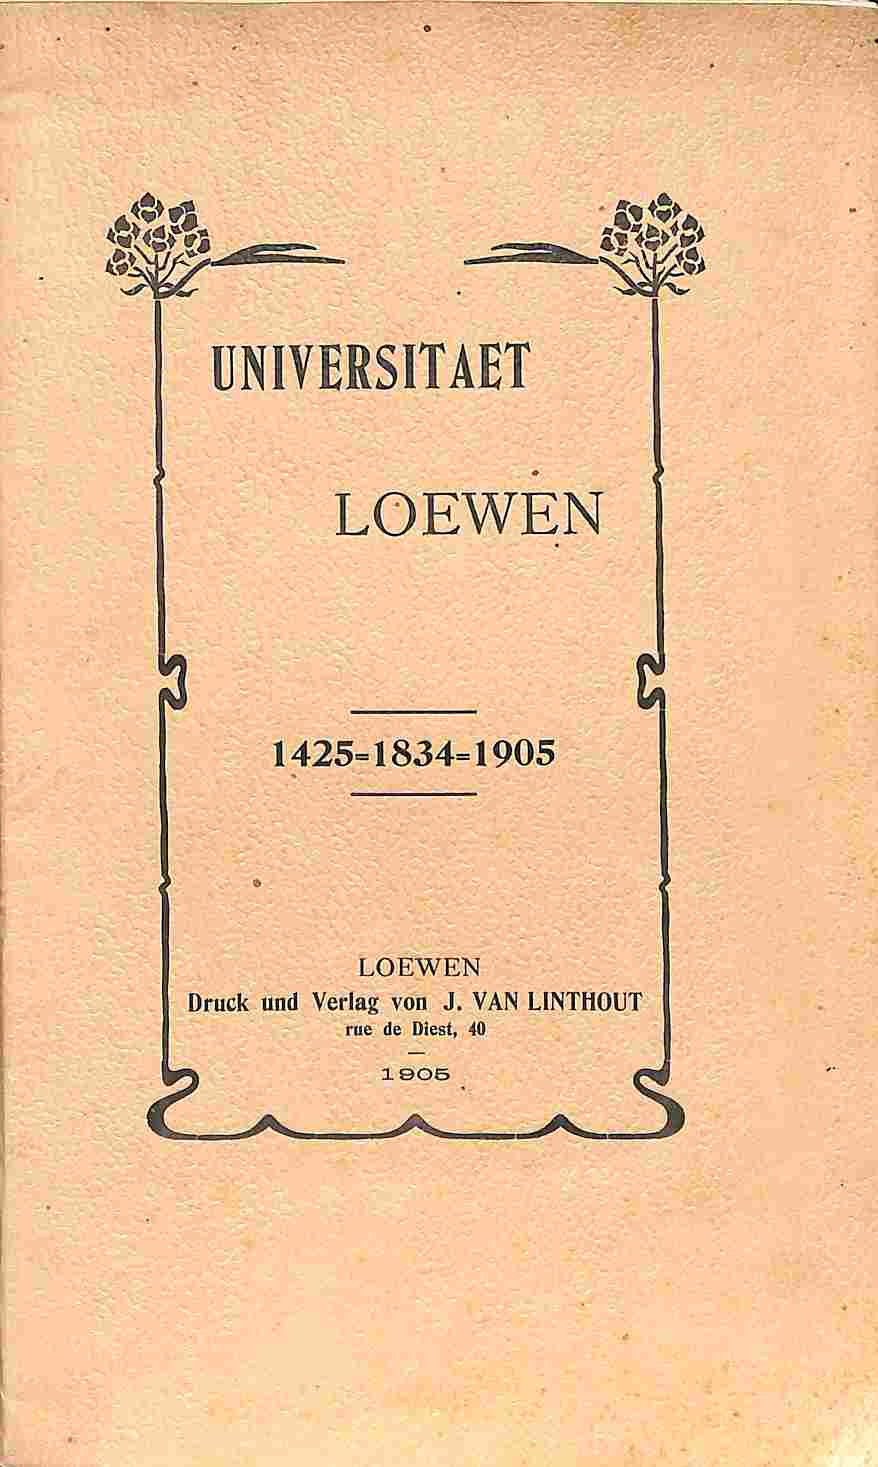 UNIVERSITAET
LOEWEN
1425=1834=1905
LOEWEN
Druck und Verlag von J. VAN LINTHOUT
rue de Diest, 40
1905